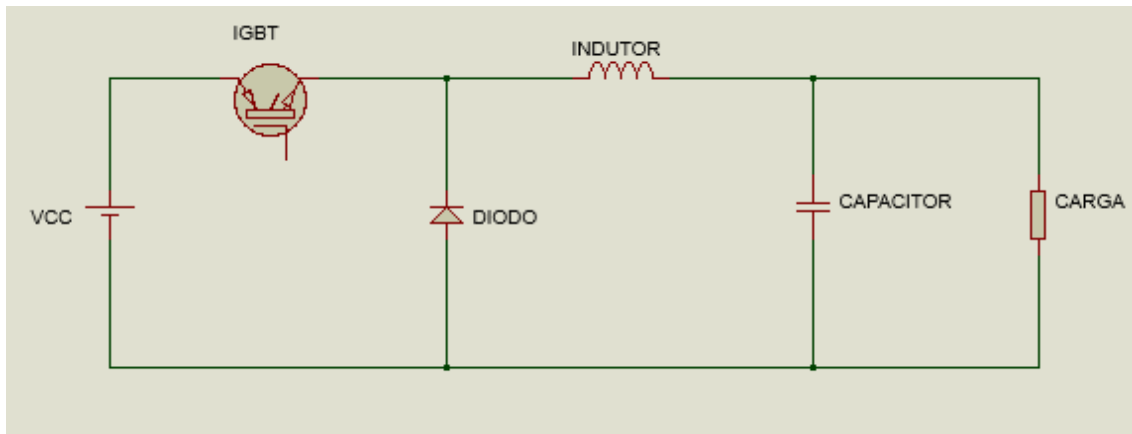 IGBT
INDUTOR
VCC
DIODO
CAPACITOR
CARGA